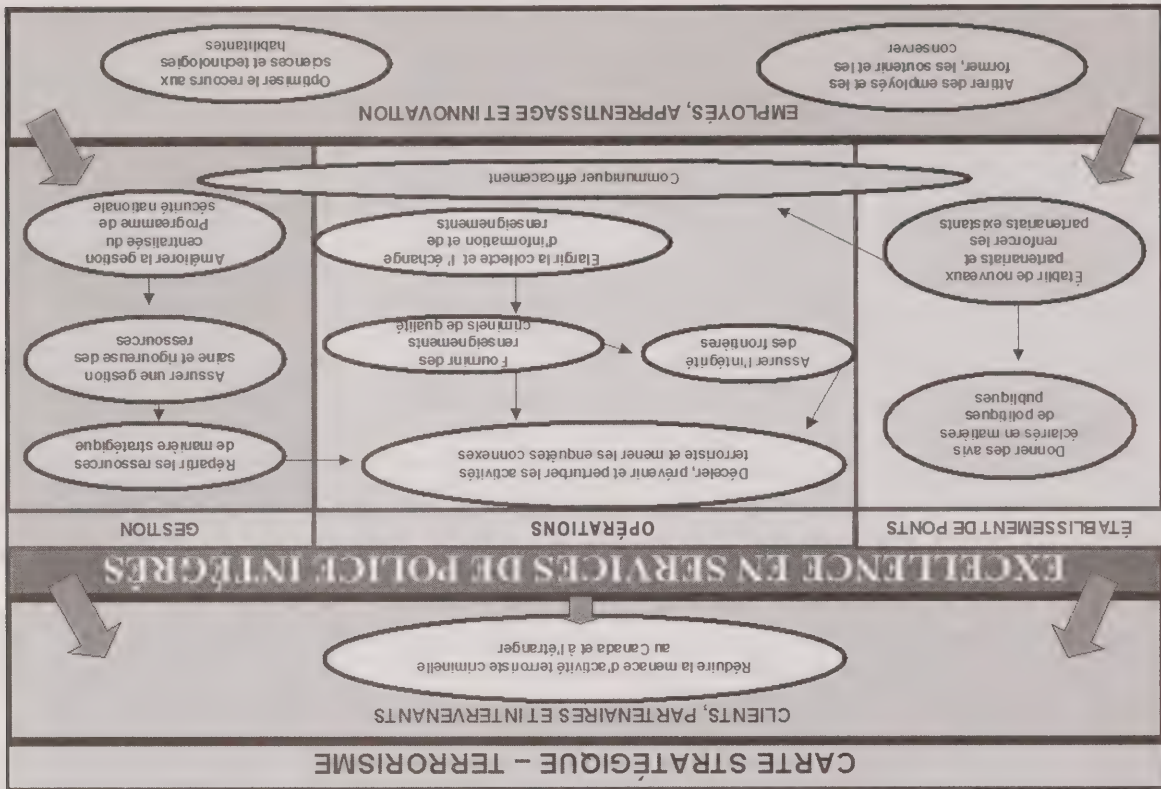 CARTE STRATÉGIQUE – TERRORISME
CLIENTS, PARTENAIRES ET INTERVENANTS
Réduire la menace d'activité terroriste criminelle
au Canada et à l'étranger
EXCELLENCE EN SERVICES DE POLICE INTÉGRÉS
ÉTABLISSEMENT DE PONTS
OPÉRATIONS
GESTION
Donner des avis
éclairés en matières
de politiques
publiques
Établir de nouveaux
partenariats et
renforcer les
partenariats existants
Déceler, prévenir et perturber les activités
terroriste et mener les enquêtes connexes
Assurer l'intégrité
des frontières
Fournir des
renseignements
criminels de qualité
Elargir la collecte et l' échange
d'information et de
renseignements
Communiquer efficacement
Répartir les ressources
de manière stratégique
Assurer une gestion
saine et rigoureuse des
ressources
Améliorer la gestion
centralisée du
Programme de
sécurité nationale
EMPLOYÉS, APPRENTISSAGE ET INNOVATION
Attirer des employés et les
former, les soutenir et les
conserver
Optimiser le recours aux
sciences et technologies
habilitantes